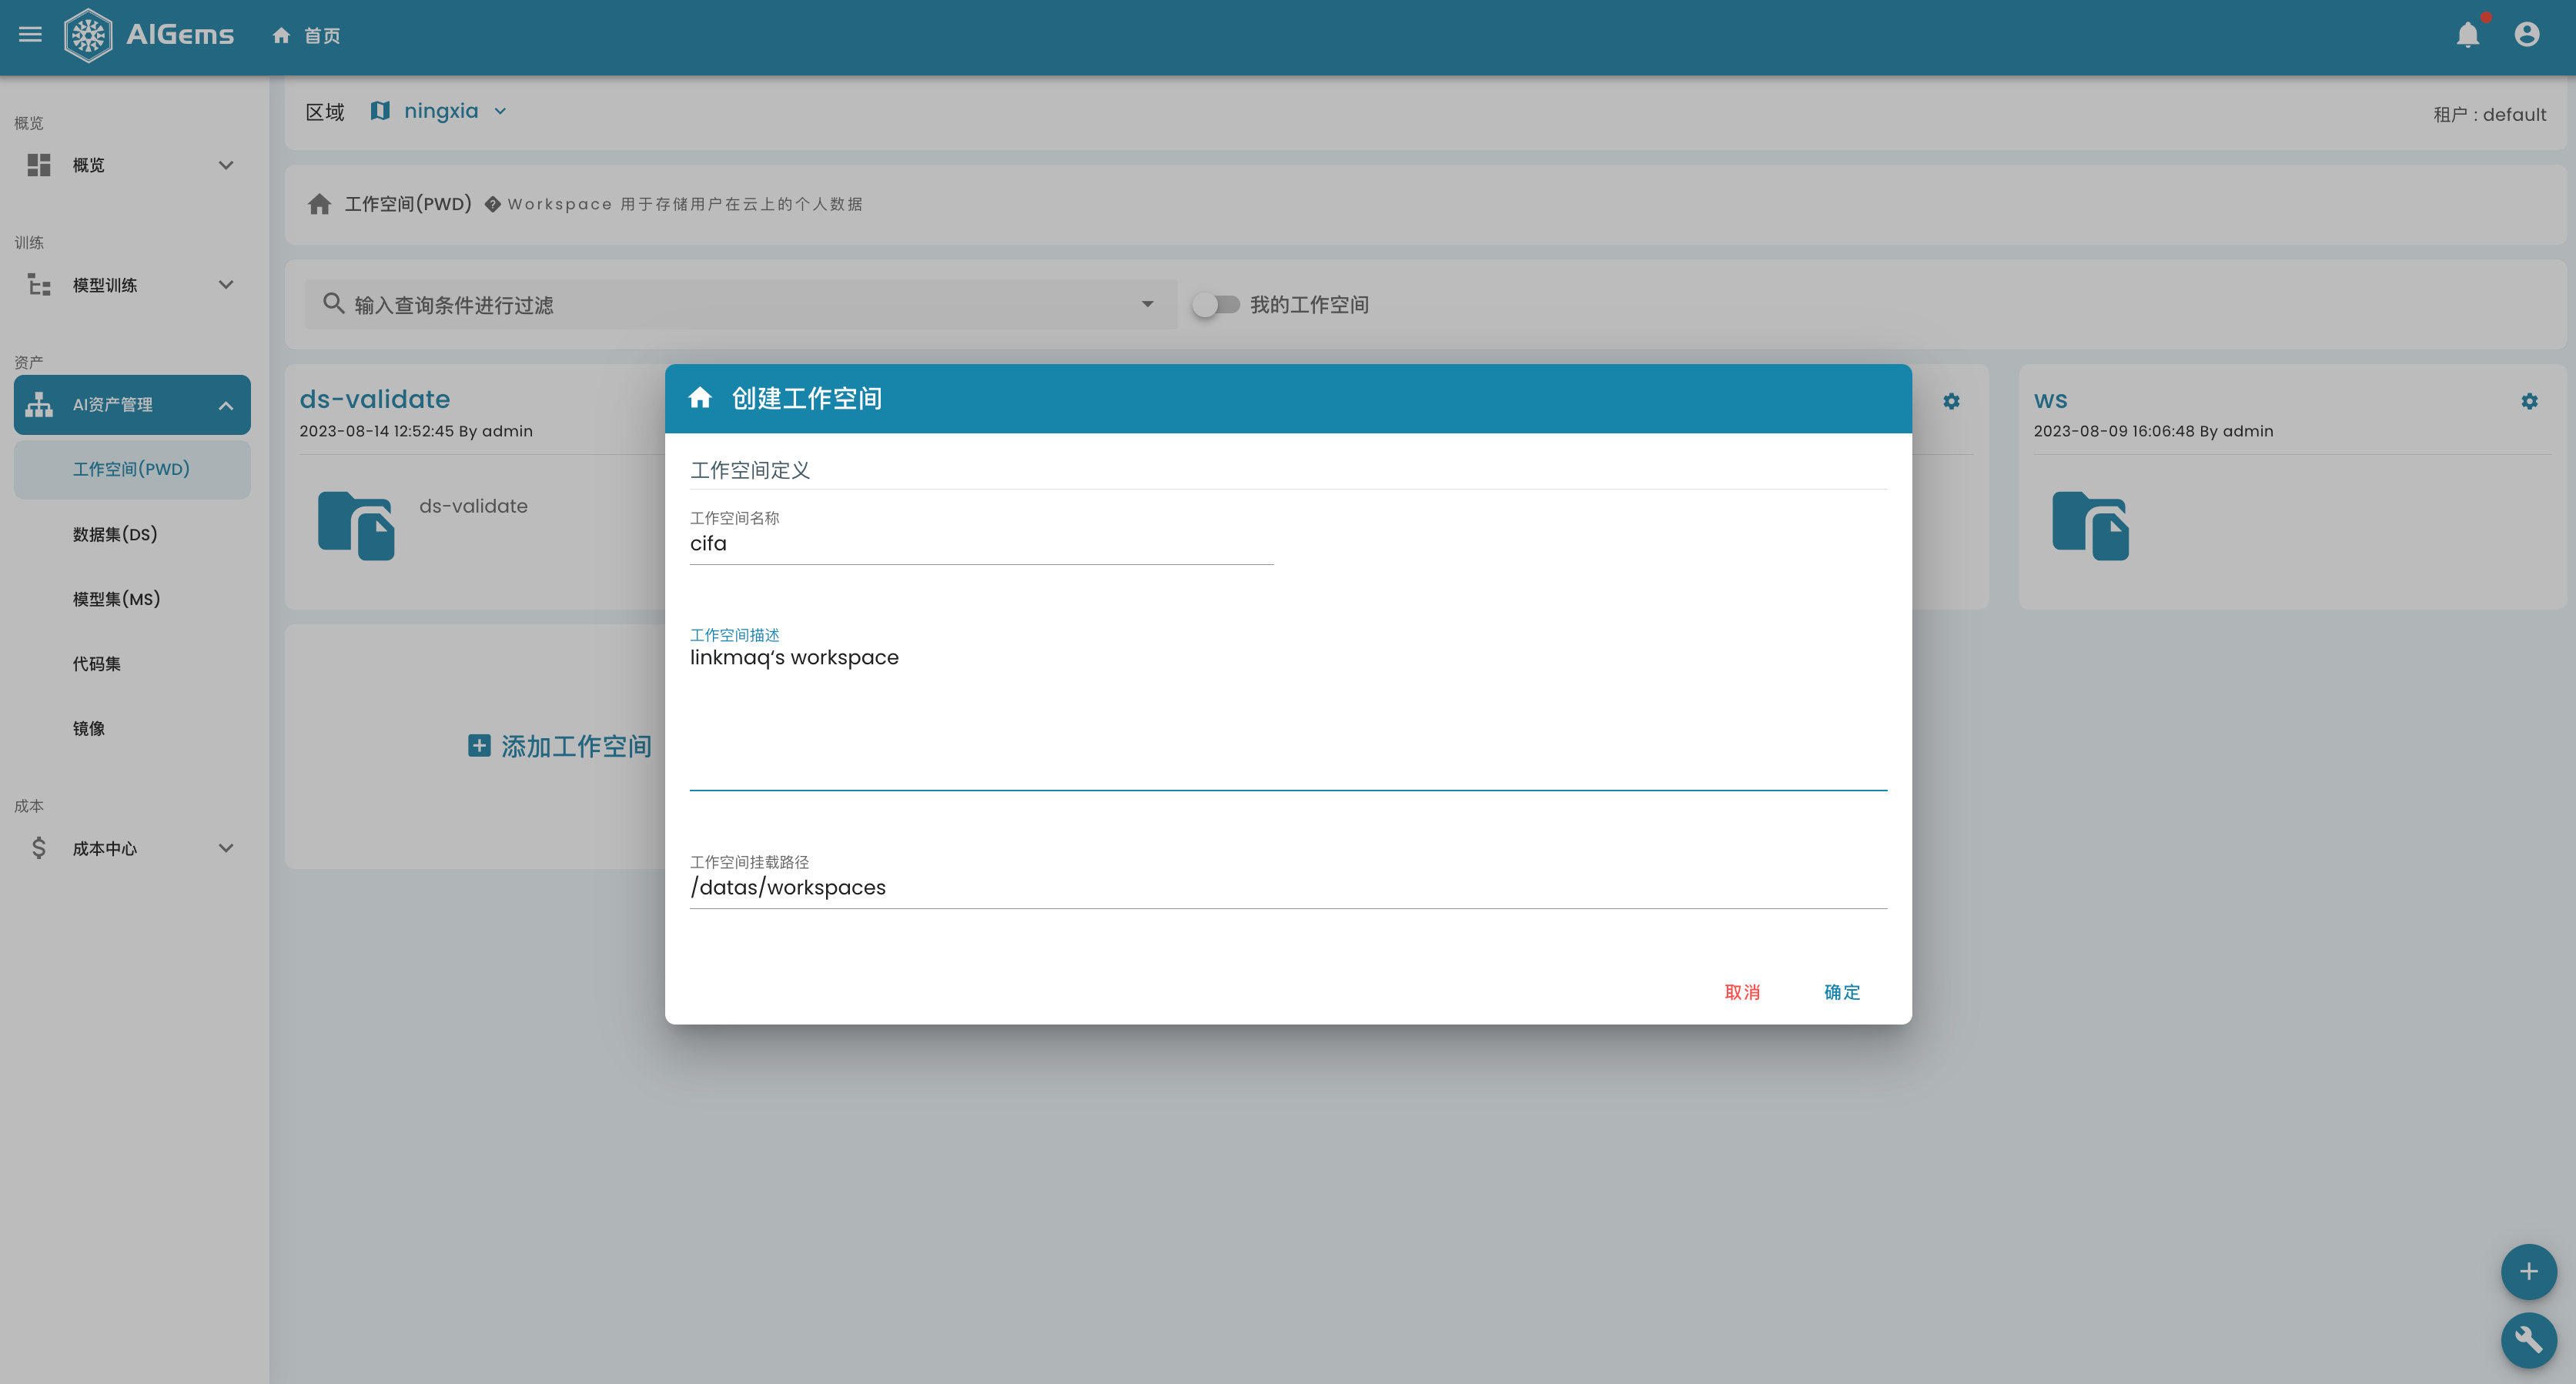 AIGems 首页
概览
概览
训练
模型训练
资产
AI资产管理
工作空间(PWD)
数据集(DS)
模型集(MS)
代码集
镜像
成本
成本中心
区域 ningxia
租户 : default
工作空间(PWD) Workspace 用于存储用户在云上的个人数据
输入查询条件进行过滤
我的工作空间
ds-validate
2023-08-14 12:52:45 By admin
ds-validate
WS
2023-08-09 16:06:48 By admin
添加工作空间
创建工作空间
工作空间定义
工作空间名称
cifa
工作空间描述
linkmaq‘s workspace
工作空间挂载路径
/datas/workspaces
取消 确定